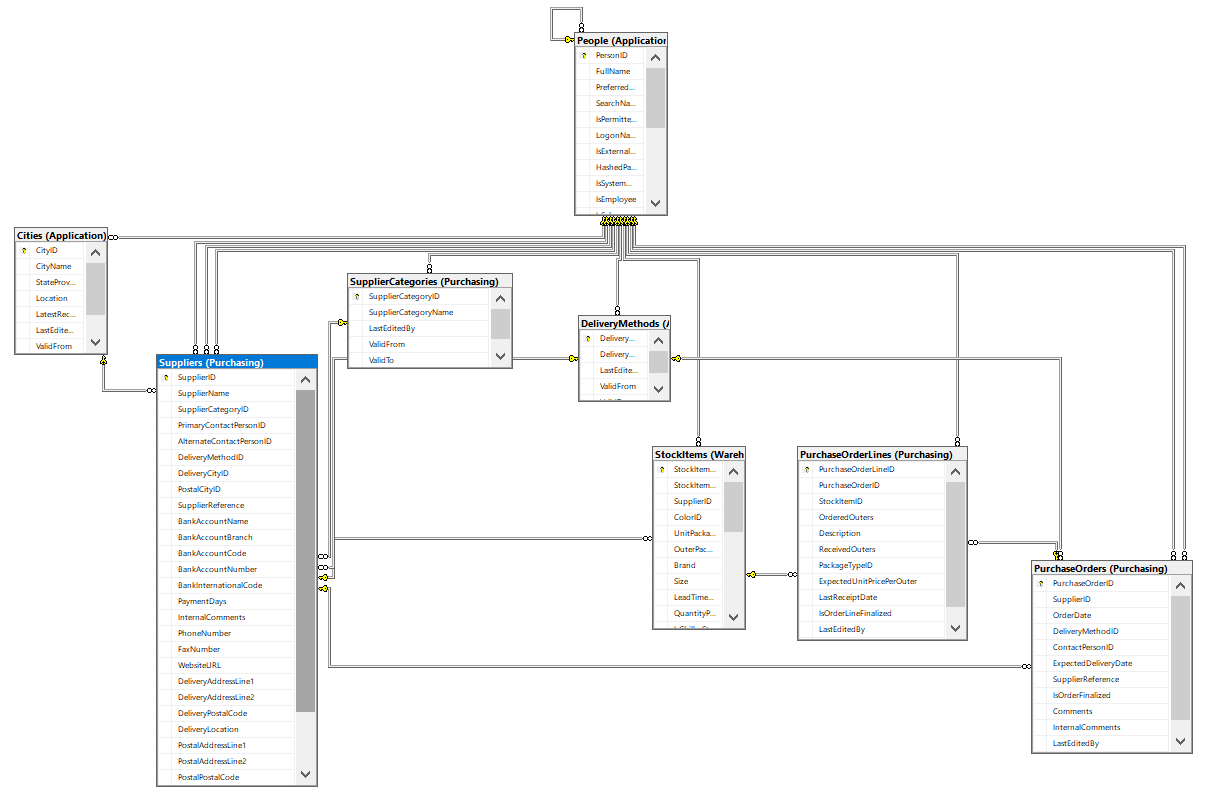 People (Application
PersonID
FullName
Preferred...
SearchNa...
IsPermitte...
LogonNa...
IsExternal...
HashedPa...
IsSystem...
IsEmployee
Cities (Application)
CityID
CityName
StateProv...
Location
LatestRec...
LastEdite...
ValidFrom
SupplierCategories (Purchasing)
SupplierCategoryID
SupplierCategoryName
LastEditedBy
ValidFrom
ValidTo
DeliveryMethods (A
Delivery...
Delivery...
LastEdite...
ValidFrom
Suppliers (Purchasing)
SupplierID
SupplierName
SupplierCategoryID
PrimaryContactPersonID
AlternateContactPersonID
DeliveryMethodID
DeliveryCityID
PostalCityID
SupplierReference
BankAccountName
BankAccountBranch
BankAccountCode
BankAccountNumber
BankInternationalCode
PaymentDays
InternalComments
PhoneNumber
FaxNumber
WebsiteURL
DeliveryAddressLine1
DeliveryAddressLine2
DeliveryPostalCode
DeliveryLocation
PostalAddressLine1
PostalAddressLine2
PostalPostalCode
StockItems (Wareh
StockItem...
StockItem...
SupplierID
ColorID
UnitPacka...
OuterPac...
Brand
Size
LeadTime...
QuantityP...
PurchaseOrderLines (Purchasing)
PurchaseOrderLineID
PurchaseOrderID
StockItemID
OrderedOuters
Description
ReceivedOuters
PackageTypeID
ExpectedUnitPricePerOuter
LastReceiptDate
IsOrderLineFinalized
LastEditedBy
PurchaseOrders (Purchasing)
PurchaseOrderID
SupplierID
OrderDate
DeliveryMethodID
ContactPersonID
ExpectedDeliveryDate
SupplierReference
IsOrderFinalized
Comments
InternalComments
LastEditedBy